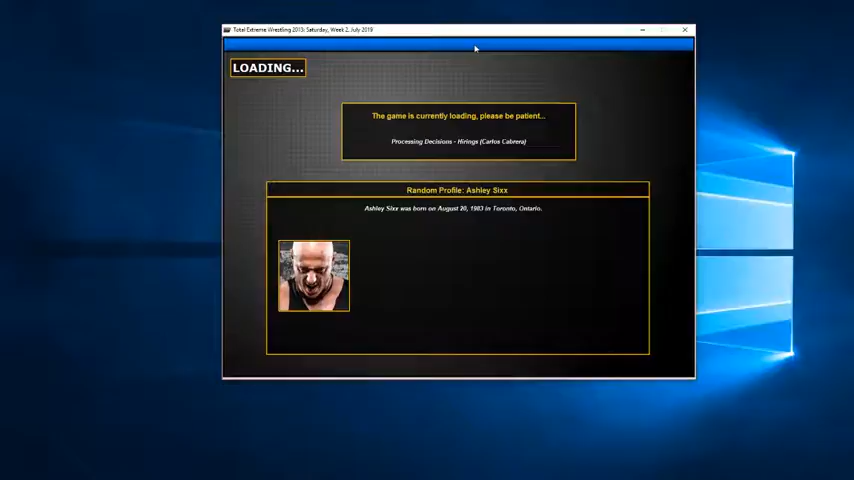 Total Extreme Wrestling 2013: Saturday, Week 2, July 2019
LOADING...
The game is currently loading, please be patient...
Processing Decisions - Hirings (Carlos Cabrera)
Random Profile: Ashley Sixx
Ashley Sixx was born on August 20, 1983 in Toronto, Ontario.